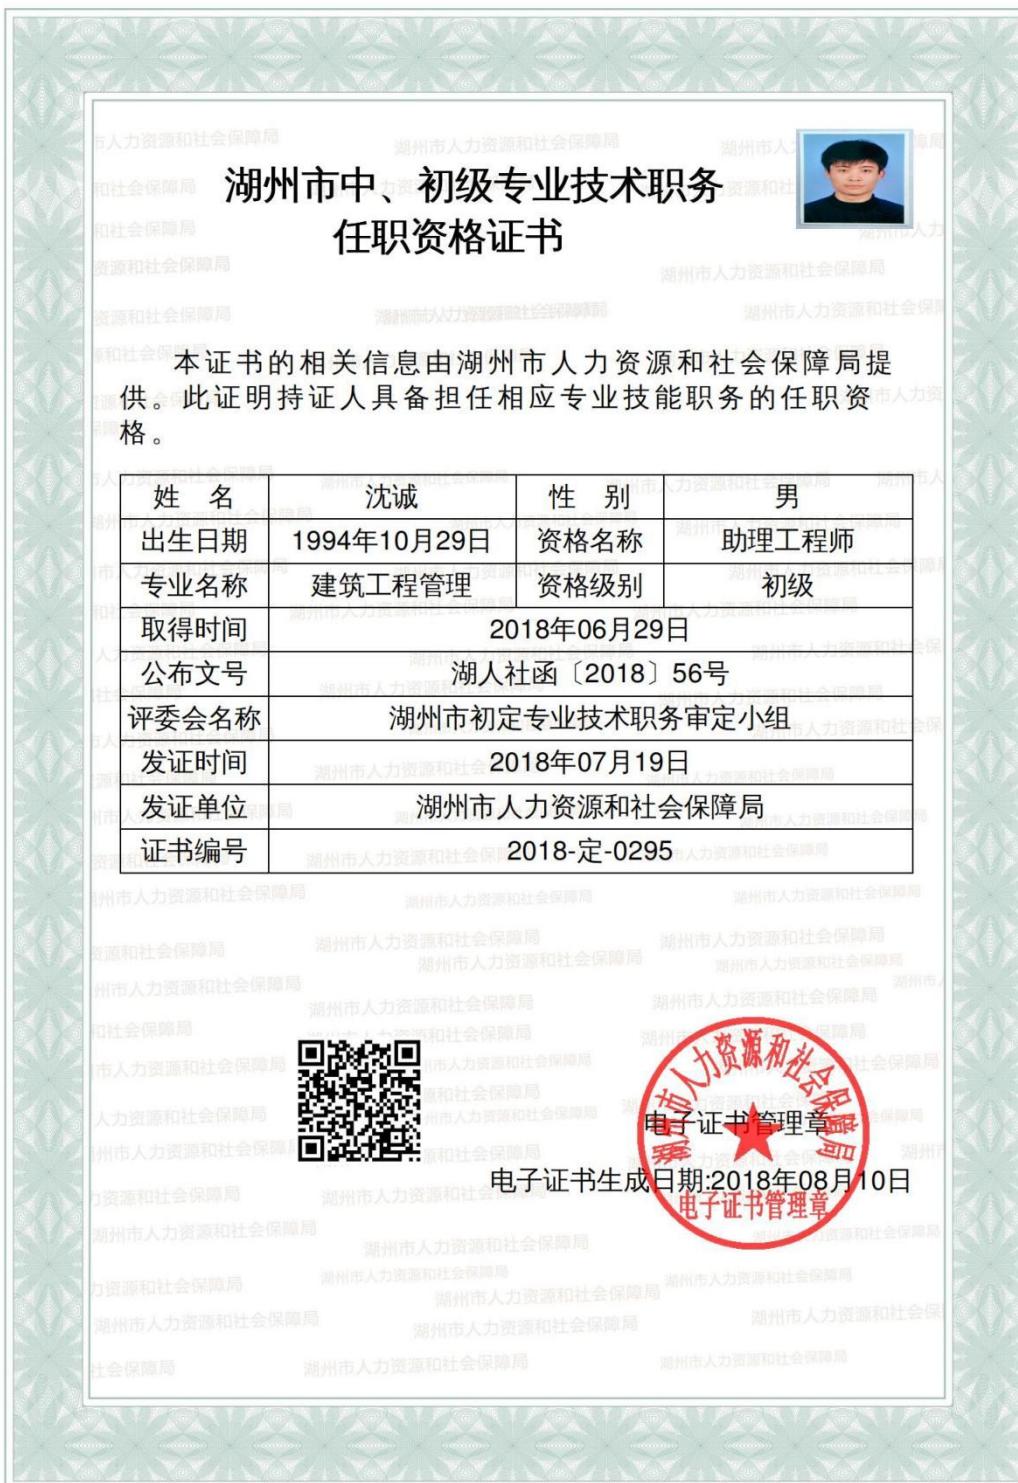 湖州市中、初级专业技术职务
任职资格证书
本证书的相关信息由湖州市人力资源和社会保障局提
供。此证明持证人具备担任相应专业技能职务的任职资
格。
姓 名 沈诚 性 别 男
出生日期 1994年10月29日 资格名称 助理工程师
专业名称 建筑工程管理 资格级别 初级
取得时间 2018年06月29日
公布文号 湖人社函〔2018〕56号
评委会名称 湖州市初定专业技术职务审定小组
发证时间 2018年07月19日
发证单位 湖州市人力资源和社会保障局
证书编号 2018-定-0295
湖州市人力资源和社会保障局
电子证书管理章
电子证书生成日期:2018年08月10日
电子证书管理章